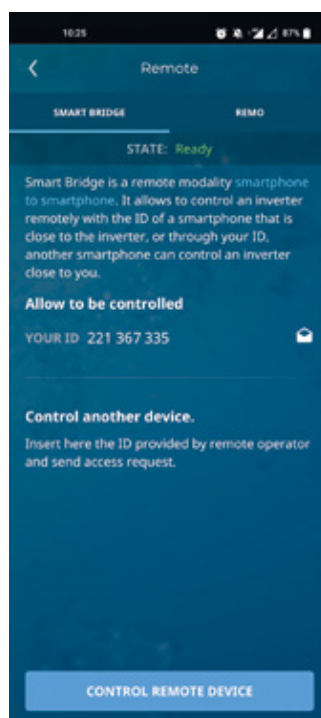 10:25
87%
Remote
SMART BRIDGE
REMO
STATE: Ready
Smart Bridge is a remote modality smartphone
to smartphone. It allows to control an inverter
remotely with the ID of a smartphone that is
close to the inverter, or through your ID,
another smartphone can control an inverter
close to you.
Allow to be controlled
YOUR ID 221 367 335
Control another device.
Insert here the ID provided by remote operator
and send access request.
CONTROL REMOTE DEVICE